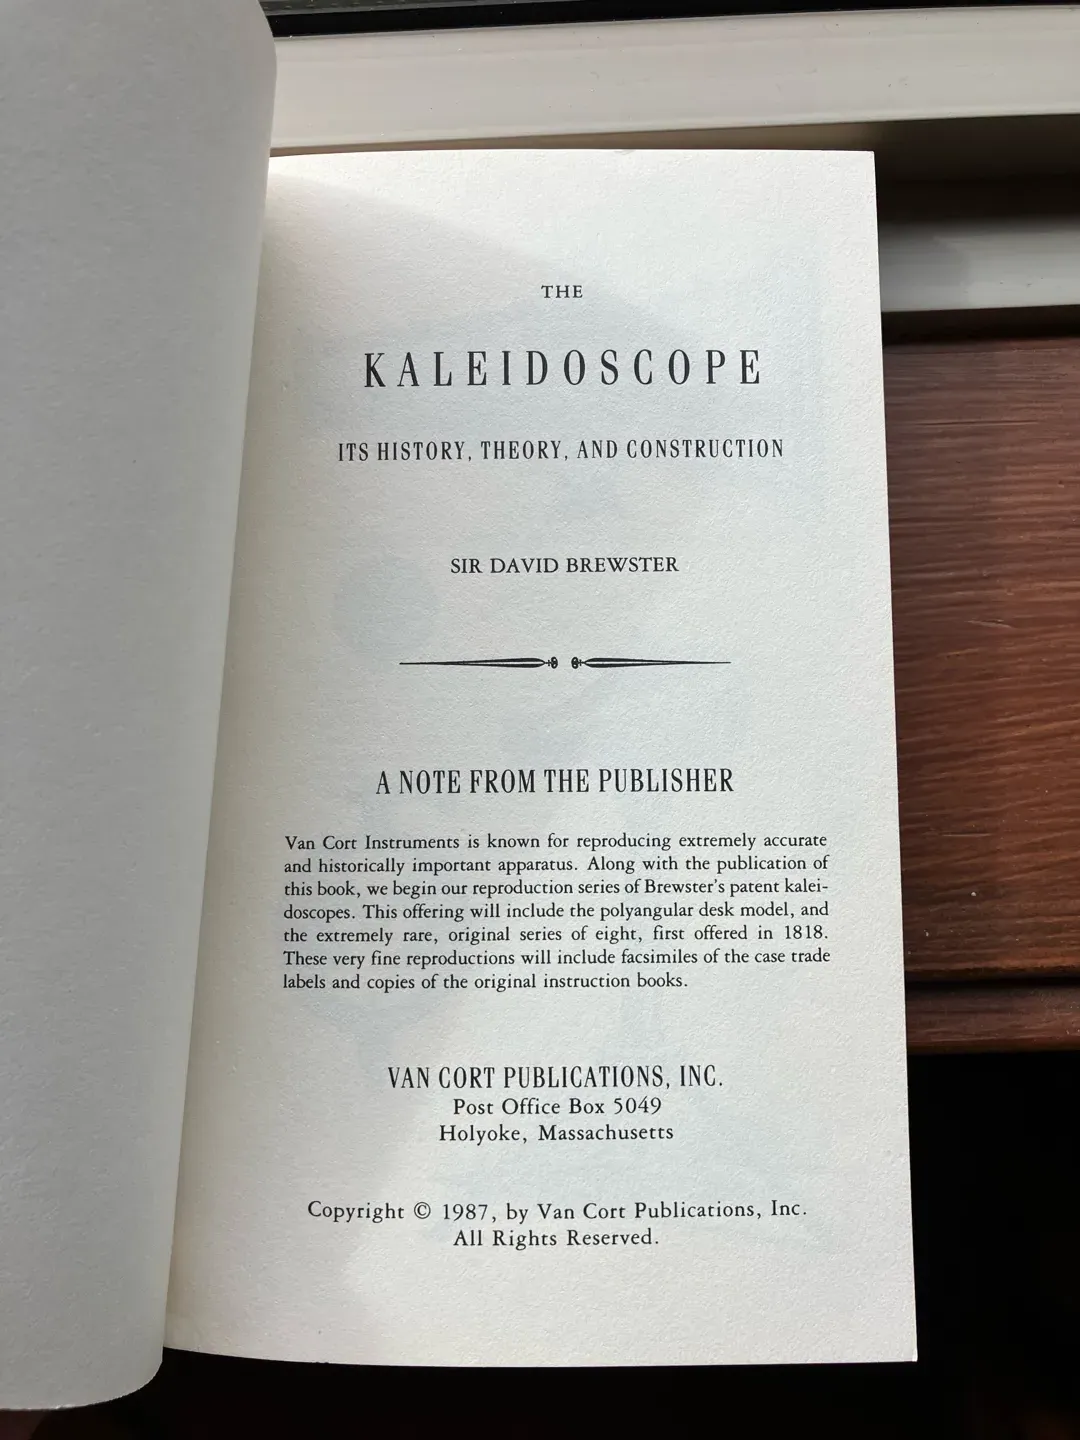 THE
KALEIDOSCOPE
ITS HISTORY, THEORY, AND CONSTRUCTION
SIR DAVID BREWSTER
A NOTE FROM THE PUBLISHER
Van Cort Instruments is known for reproducing extremely accurate
and historically important apparatus. Along with the publication of
this book, we begin our reproduction series of Brewster's patent kalei-
doscopes. This offering will include the polyangular desk model, and
the extremely rare, original series of eight, first offered in 1818.
These very fine reproductions will include facsimiles of the case trade
labels and copies of the original instruction books.
VAN CORT PUBLICATIONS, INC.
Post Office Box 5049
Holyoke, Massachusetts
Copyright © 1987, by Van Cort Publications, Inc.
All Rights Reserved.